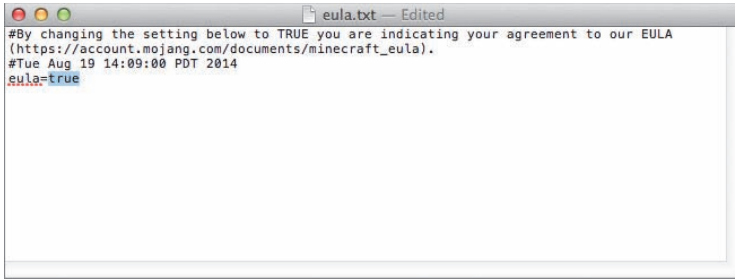 eula.txt — Edited
#By changing the setting below to TRUE you are indicating your agreement to our EULA
(https://account.mojang.com/documents/minecraft_eula).
#Tue Aug 19 14:09:00 PDT 2014
eula=true